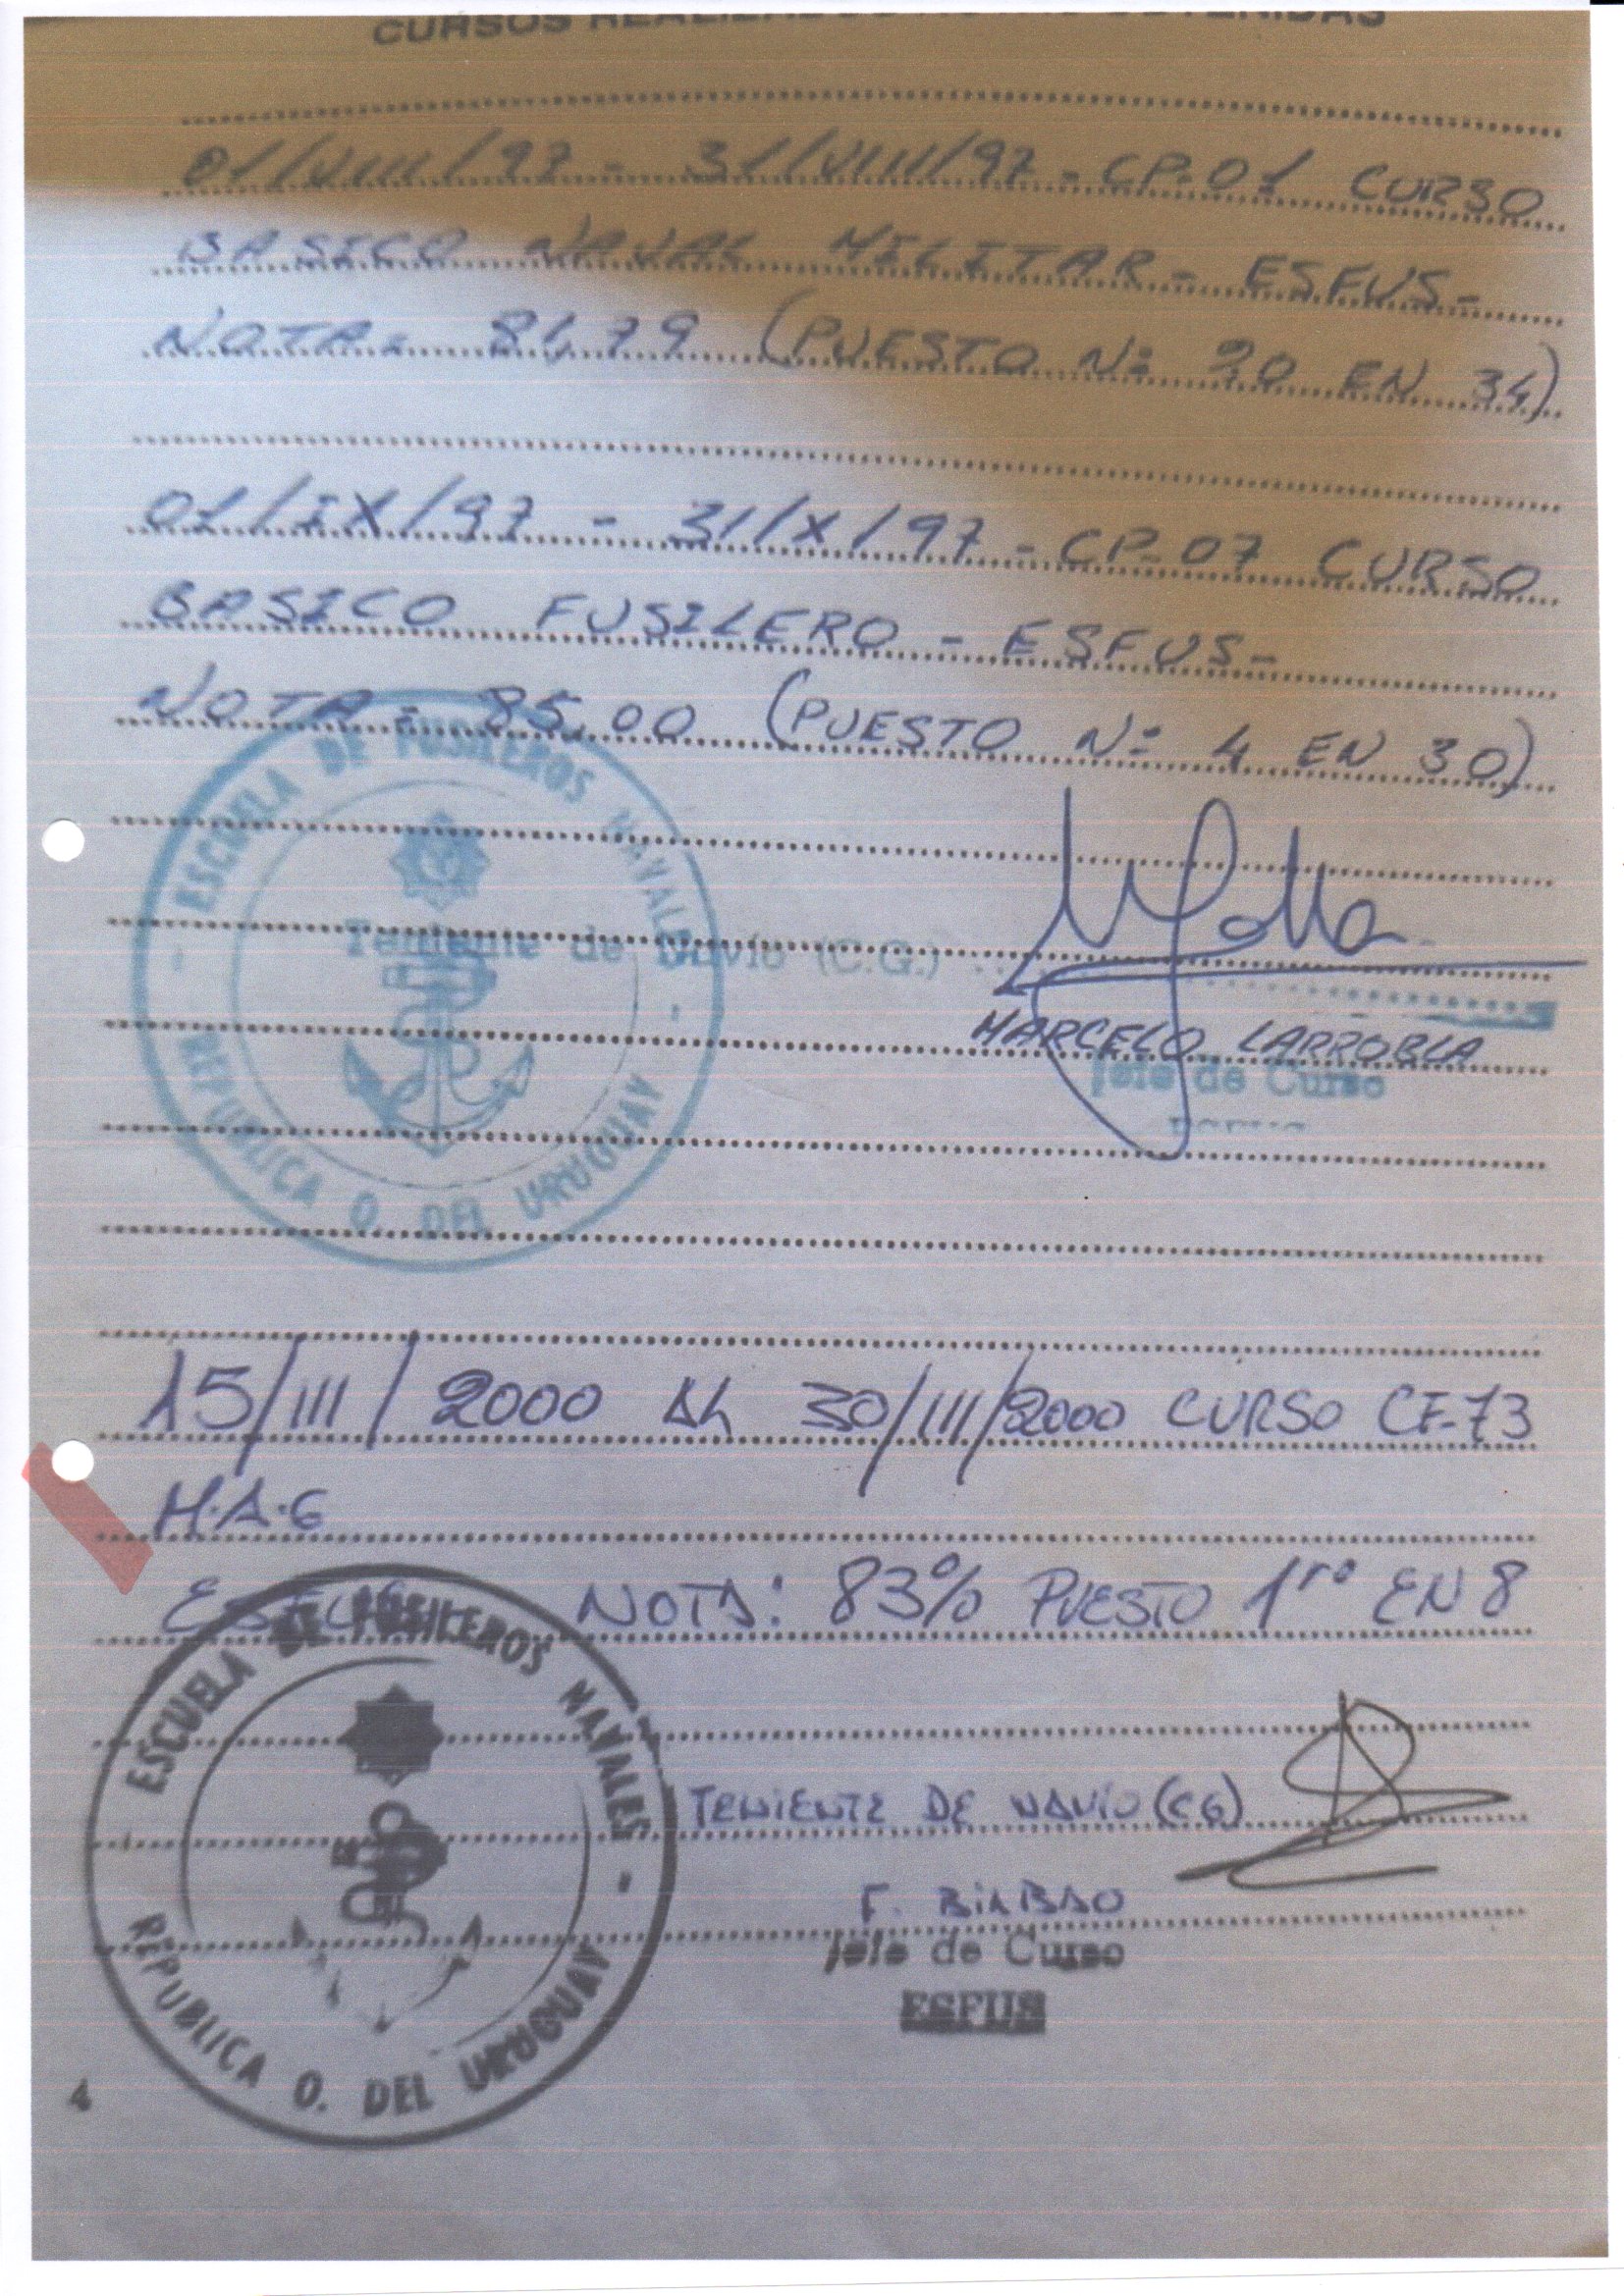 CURSOS
01/VIII/97 - 31/VIII/97 - CP-01 CURSO
BASICO NAVAL MILITAR - ESFUS -
NOTA = 81,79 (PUESTO Nº 20 EN 34)
01/IX/97 - 31/X/97 - CP-07 CURSO
BASICO FUSILERO - ESFUS -
NOTA = 85,00 (PUESTO Nº 4 EN 30)
- ESCUELA DE FUSILEROS NAVALES -
REPUBLICA O. DEL URUGUAY
Teniente de Navío (C.G.)
MARCELO LARROBLA
Jefe de Curso
15/III/2000 AL 30/III/2000 CURSO CF-73
M.A.G
ESFUS NOTA: 83% PUESTO 1ro EN 8
ESCUELA DE FUSILEROS NAVALES -
REPUBLICA O. DEL URUGUAY
TENIENTE DE NAVIO (CG)
F. BILBAO
Jefe de Curso
ESFUS
4